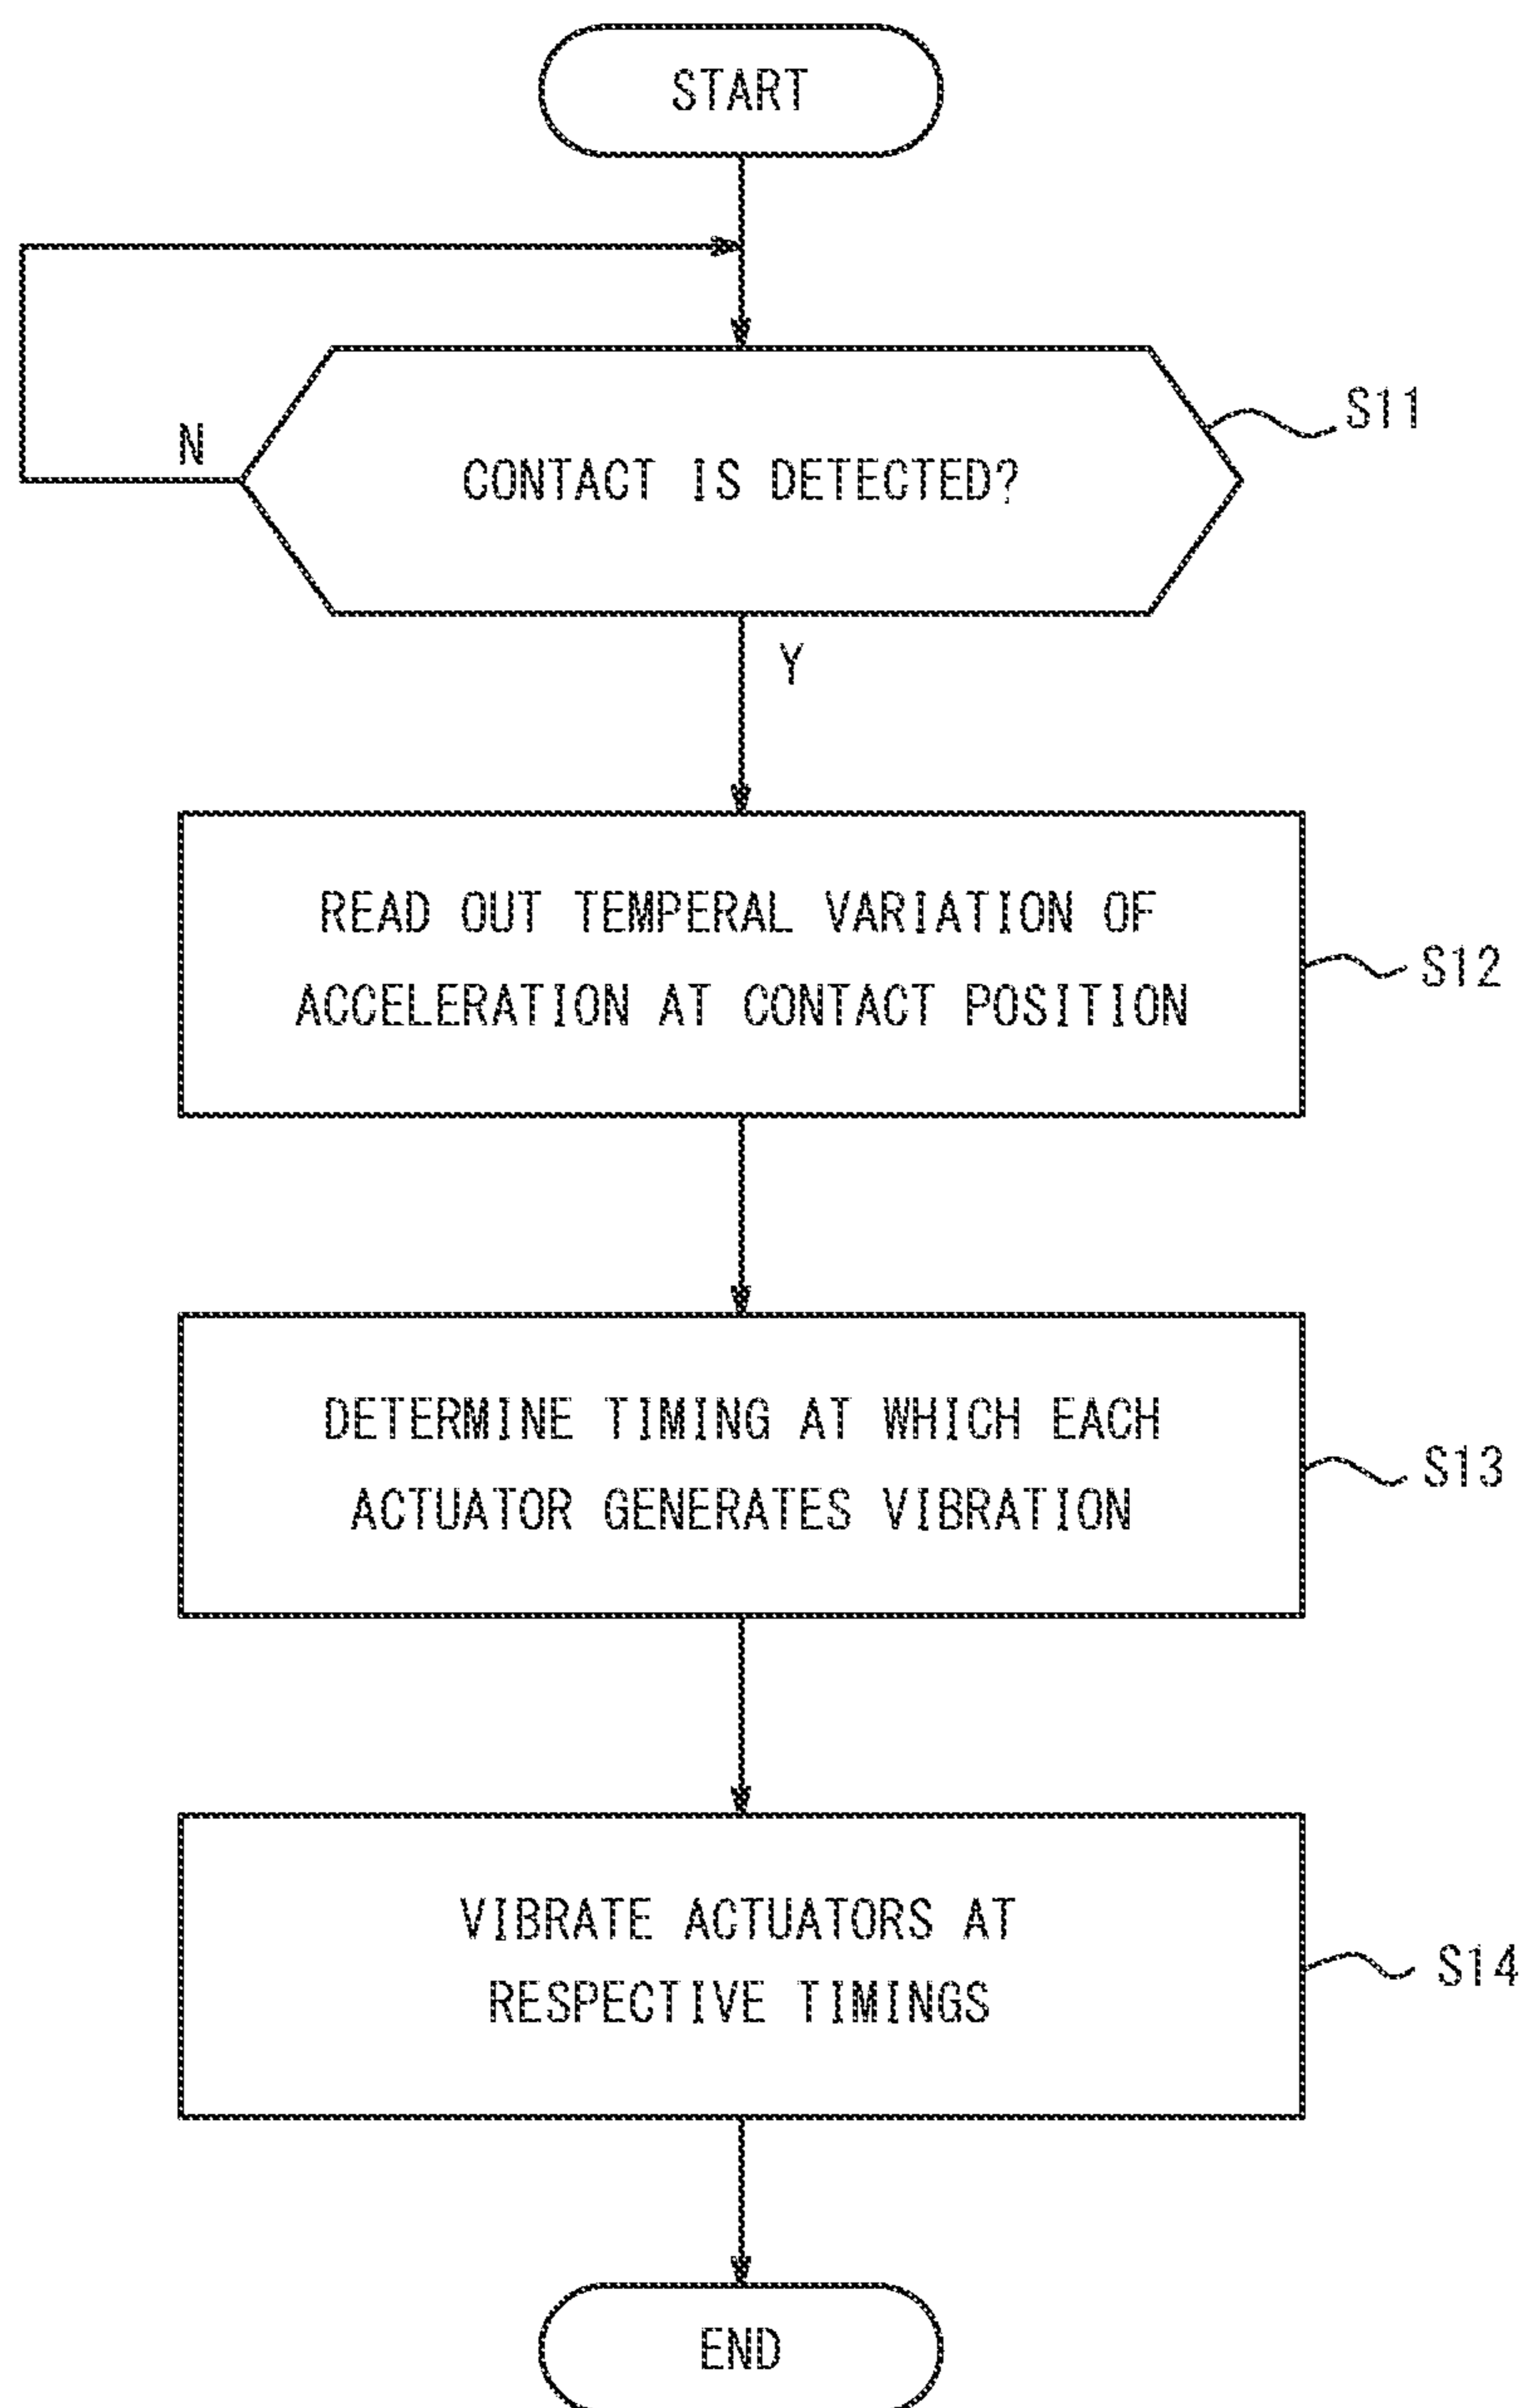 START
N
CONTACT IS DETECTED?
S11
Y
READ OUT TEMPERAL VARIATION OF
ACCELERATION AT CONTACT POSITION
S12
DETERMINE TIMING AT WHICH EACH
ACTUATOR GENERATES VIBRATION
S13
VIBRATE ACTUATORS AT
RESPECTIVE TIMINGS
S14
END